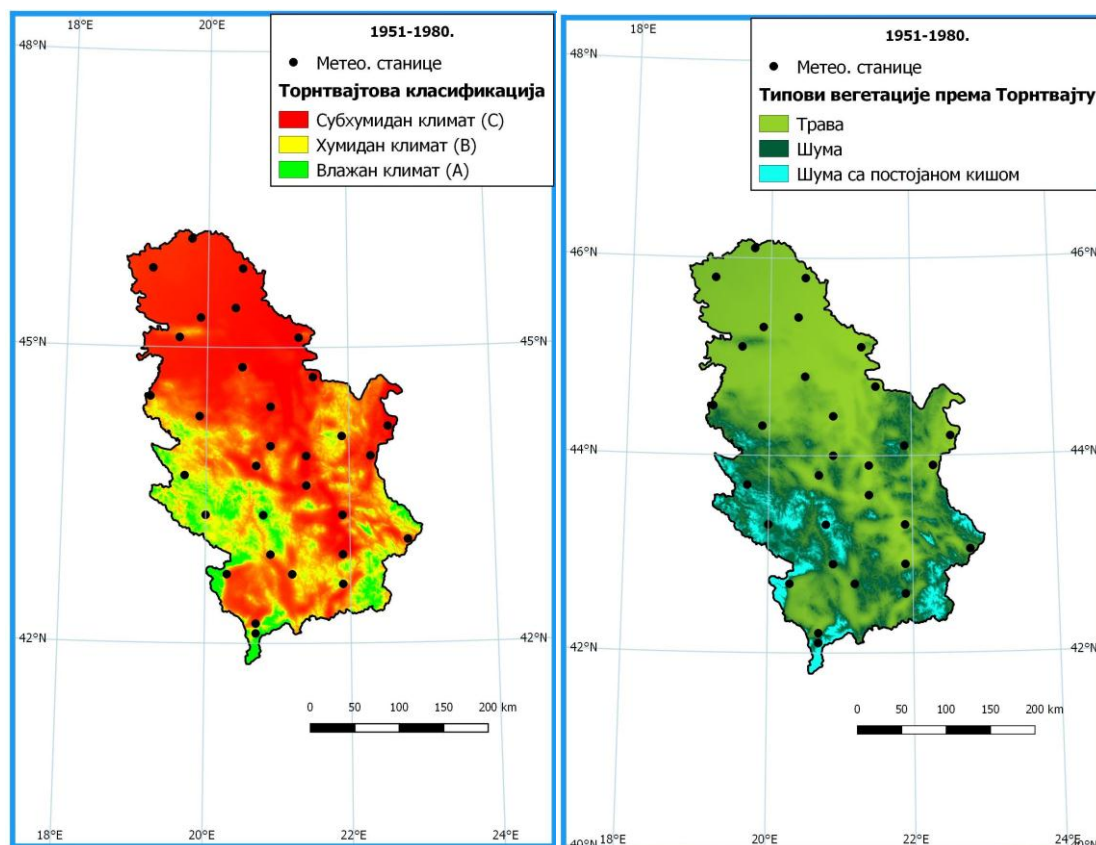 18°E
20°E
48°N
1951-1980.
Метео. станице
Торнтвајтова класификација
Субхумидан климат (C)
Хумидан климат (B)
Влажан климат (A)
45°N
45°N
42°N
42°N
0 50 100 150 200 km
18°E
20°E
22°E
24°E
18°E
48°N
1951-1980.
Метео. станице
Типови вегетације према Торнтвајту
Трава
Шума
Шума са постојаном кишом
46°N
46°N
44°N
44°N
42°N
42°N
0 50 100 150 200 km
40°N
18°E
20°E
22°E
24°E
40°N